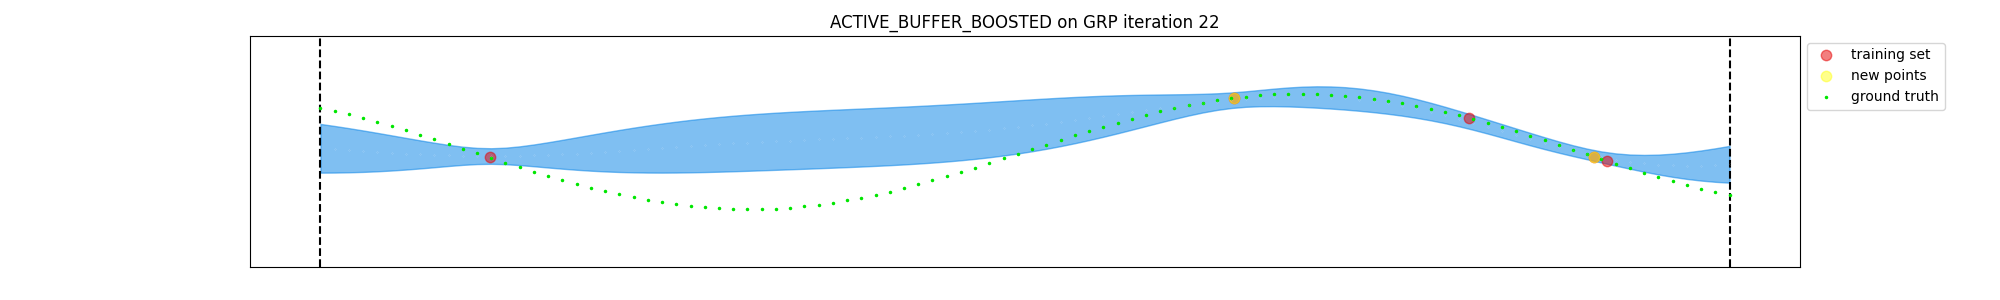 ACTIVE_BUFFER_BOOSTED on GRP iteration 22
training set
new points
ground truth